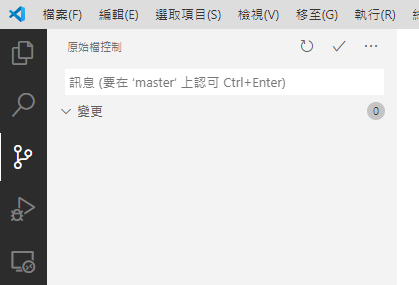 檔案(F) 編輯(E) 選取項目(S) 檢視(V) 移至(G) 執行(R)
原始檔控制
訊息 (要在 'master' 上認可 Ctrl+Enter)
變更 0